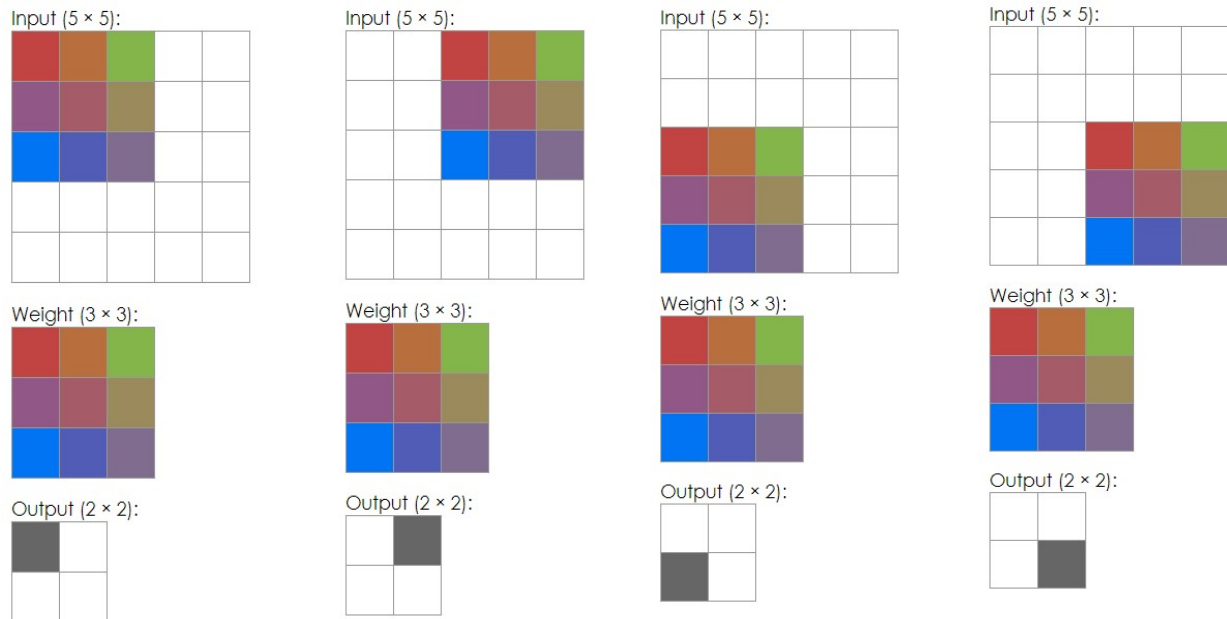 Input (5 × 5):
Weight (3 × 3):
Output (2 × 2):
Input (5 × 5):
Weight (3 × 3):
Output (2 × 2):
Input (5 × 5):
Weight (3 × 3):
Output (2 × 2):
Input (5 × 5):
Weight (3 × 3):
Output (2 × 2):